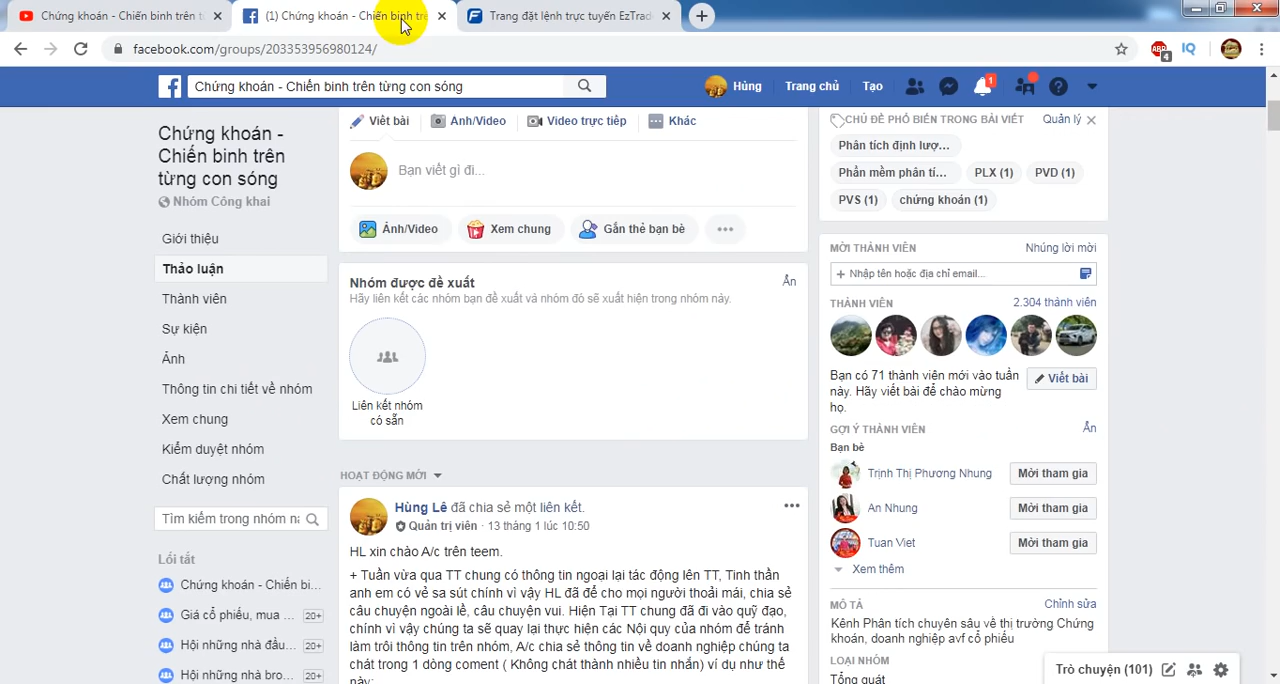 Chứng khoán - Chiến binh trên t
(1) Chứng khoán - Chiến binh trê
Trang đặt lệnh trực tuyến EzTrade
facebook.com/groups/203353956980124/
ABP
4
IQ
Chứng khoán - Chiến binh trên từng con sóng
Hùng
Trang chủ
Tạo
1
Chứng khoán -
Chiến binh trên
từng con sóng
Nhóm Công khai
Giới thiệu
Thảo luận
Thành viên
Sự kiện
Ảnh
Thông tin chi tiết về nhóm
Xem chung
Kiểm duyệt nhóm
Chất lượng nhóm
Tìm kiếm trong nhóm nà
Lối tắt
Chứng khoán - Chiến bi...
Giá cổ phiếu, mua ... 20+
Hội những nhà đầu... 20+
Hội những nhà bro... 20+
Viết bài
Ảnh/Video
Video trực tiếp
Khác
Bạn viết gì đi...
Ảnh/Video
Xem chung
Gắn thẻ bạn bè
Nhóm được đề xuất
Ẩn
Hãy liên kết các nhóm bạn đề xuất và nhóm đó sẽ xuất hiện trong nhóm này.
Liên kết nhóm
có sẵn
HOẠT ĐỘNG MỚI
Hùng Lê đã chia sẻ một liên kết.
Quản trị viên · 13 tháng 1 lúc 10:50
HL xin chào A/c trên teem.
+ Tuần vừa qua TT chung có thông tin ngoại lai tác động lên TT, Tinh thần
anh em có vẻ sa sút chính vì vậy HL đã để cho mọi người thoải mái, chia sẻ
câu chuyện ngoài lề, câu chuyện vui. Hiện Tại TT chung đã đi vào quỹ đạo,
chính vì vậy chúng ta sẽ quay lại thực hiện các Nội quy của nhóm để tránh
làm trôi thông tin trên nhóm, A/c chia sẻ thông tin về doanh nghiệp chúng ta
chát trong 1 dòng coment ( Không chát thành nhiều tin nhắn) ví dụ như thế
này:
CHỦ ĐỀ PHỔ BIẾN TRONG BÀI VIẾT
Quản lý
Phân tích định lượ...
Phần mềm phân tí...
PLX (1)
PVD (1)
PVS (1)
chứng khoán (1)
MỜI THÀNH VIÊN
Nhúng lời mời
+ Nhập tên hoặc địa chỉ email...
THÀNH VIÊN
2.304 thành viên
Bạn có 71 thành viên mới vào tuần
này. Hãy viết bài để chào mừng
họ.
Viết bài
GỢI Ý THÀNH VIÊN
Ẩn
Bạn bè
Trịnh Thị Phương Nhung
Mời tham gia
An Nhung
Mời tham gia
Tuan Viet
Mời tham gia
Xem thêm
MÔ TẢ
Chỉnh sửa
Kênh Phân tích chuyên sâu về thị trường Chứng
khoán, doanh nghiệp avf cổ phiếu
LOẠI NHÓM
Tổng quát
Trò chuyện (101)